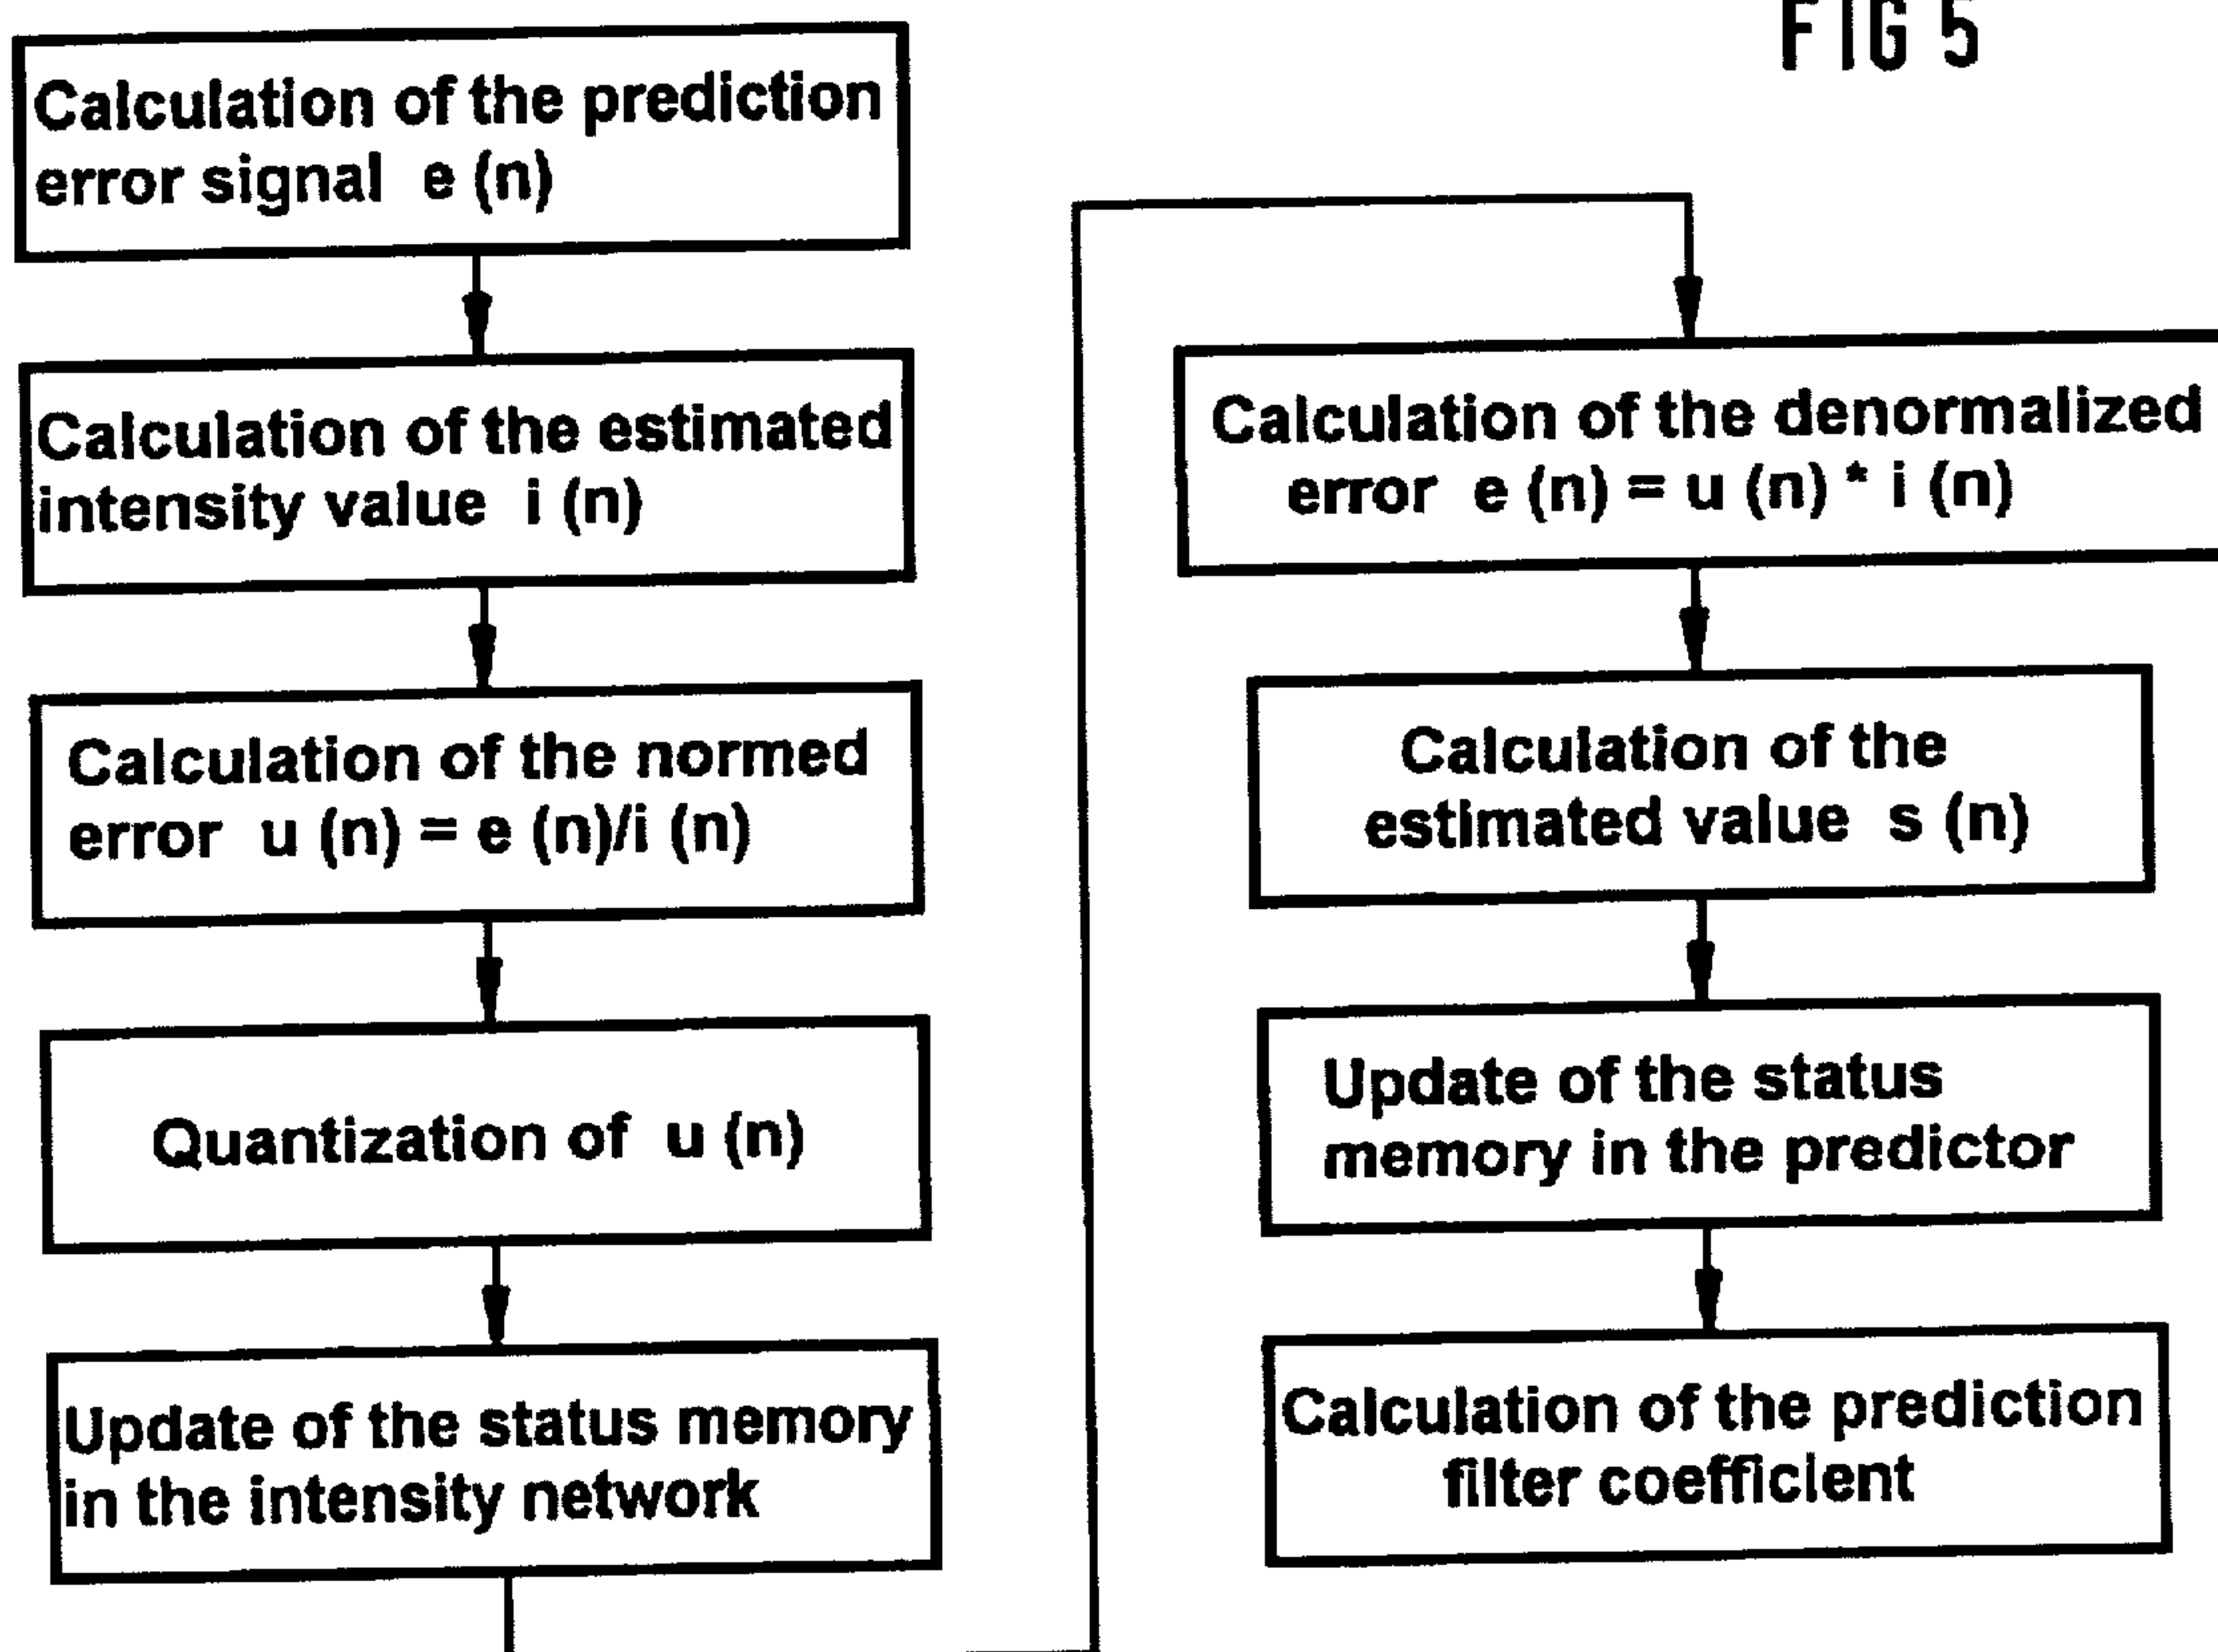 FIG 5
Calculation of the prediction
error signal e (n)
Calculation of the estimated
intensity value i (n)
Calculation of the normed
error u (n) = e (n)/i (n)
Quantization of u (n)
Update of the status memory
in the intensity network
Calculation of the denormalized
error e (n) = u (n) * i (n)
Calculation of the
estimated value s (n)
Update of the status
memory in the predictor
Calculation of the prediction
filter coefficient